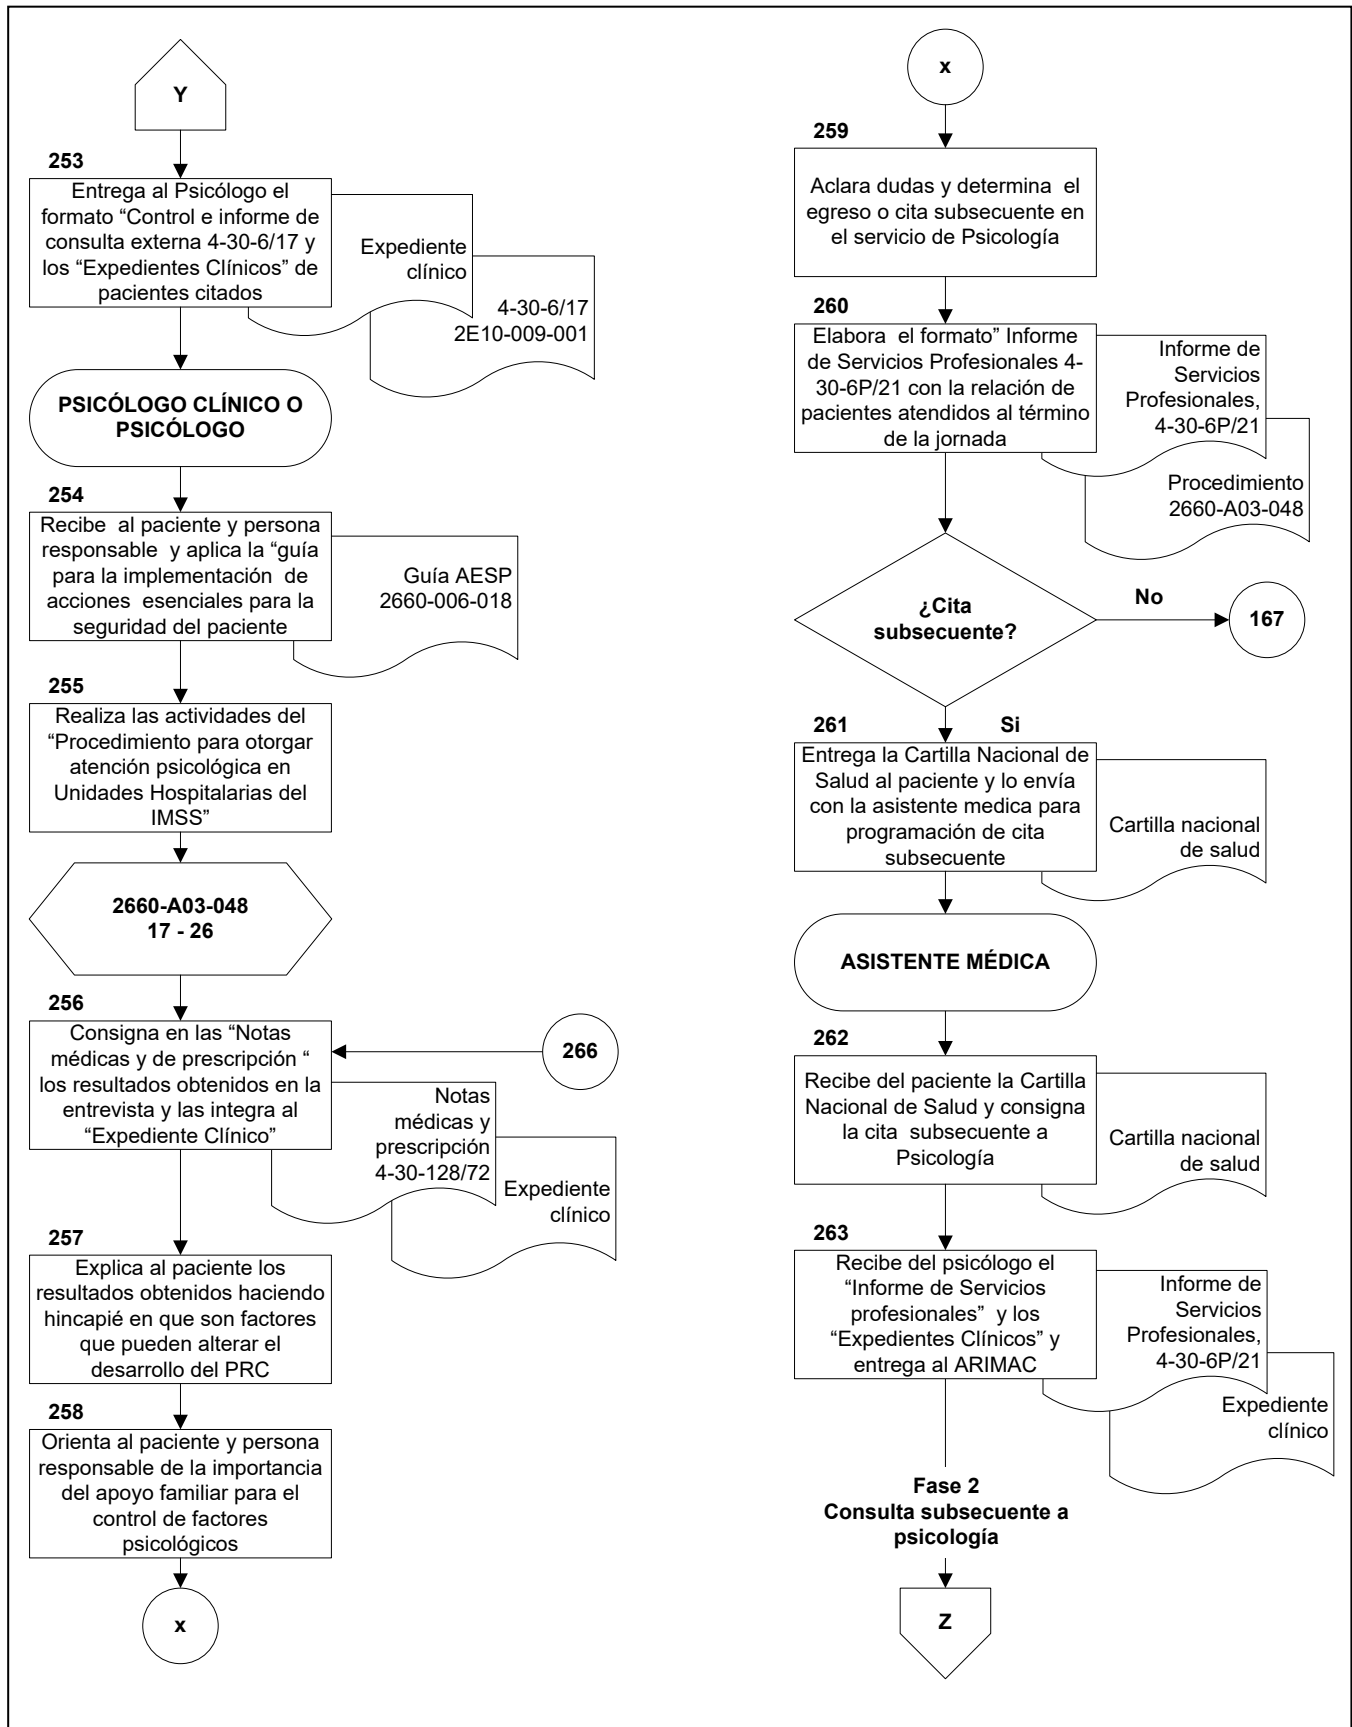 Y
253
Entrega al Psicólogo el
formato “Control e informe de
consulta externa 4-30-6/17 y
los “Expedientes Clínicos” de
pacientes citados
Expediente
clínico
4-30-6/17
2E10-009-001
PSICÓLOGO CLÍNICO O
PSICÓLOGO
254
Recibe al paciente y persona
responsable y aplica la “guía
para la implementación de
acciones esenciales para la
seguridad del paciente
Guía AESP
2660-006-018
255
Realiza las actividades del
“Procedimiento para otorgar
atención psicológica en
Unidades Hospitalarias del
IMSS”
2660-A03-048
17 - 26
256
Consigna en las “Notas
médicas y de prescripción “
los resultados obtenidos en la
entrevista y las integra al
“Expediente Clínico”
266
Notas
médicas y
prescripción
4-30-128/72
Expediente
clínico
257
Explica al paciente los
resultados obtenidos haciendo
hincapié en que son factores
que pueden alterar el
desarrollo del PRC
258
Orienta al paciente y persona
responsable de la importancia
del apoyo familiar para el
control de factores
psicológicos
x
x
259
Aclara dudas y determina el
egreso o cita subsecuente en
el servicio de Psicología
260
Elabora el formato” Informe
de Servicios Profesionales 4-
30-6P/21 con la relación de
pacientes atendidos al término
de la jornada
Informe de
Servicios
Profesionales,
4-30-6P/21
Procedimiento
2660-A03-048
¿Cita
subsecuente?
No
167
Si
261
Entrega la Cartilla Nacional de
Salud al paciente y lo envía
con la asistente medica para
programación de cita
subsecuente
Cartilla nacional
de salud
ASISTENTE MÉDICA
262
Recibe del paciente la Cartilla
Nacional de Salud y consigna
la cita subsecuente a
Psicología
Cartilla nacional
de salud
263
Recibe del psicólogo el
“Informe de Servicios
profesionales” y los
“Expedientes Clínicos” y
entrega al ARIMAC
Informe de
Servicios
Profesionales,
4-30-6P/21
Expediente
clínico
Fase 2
Consulta subsecuente a
psicología
Z